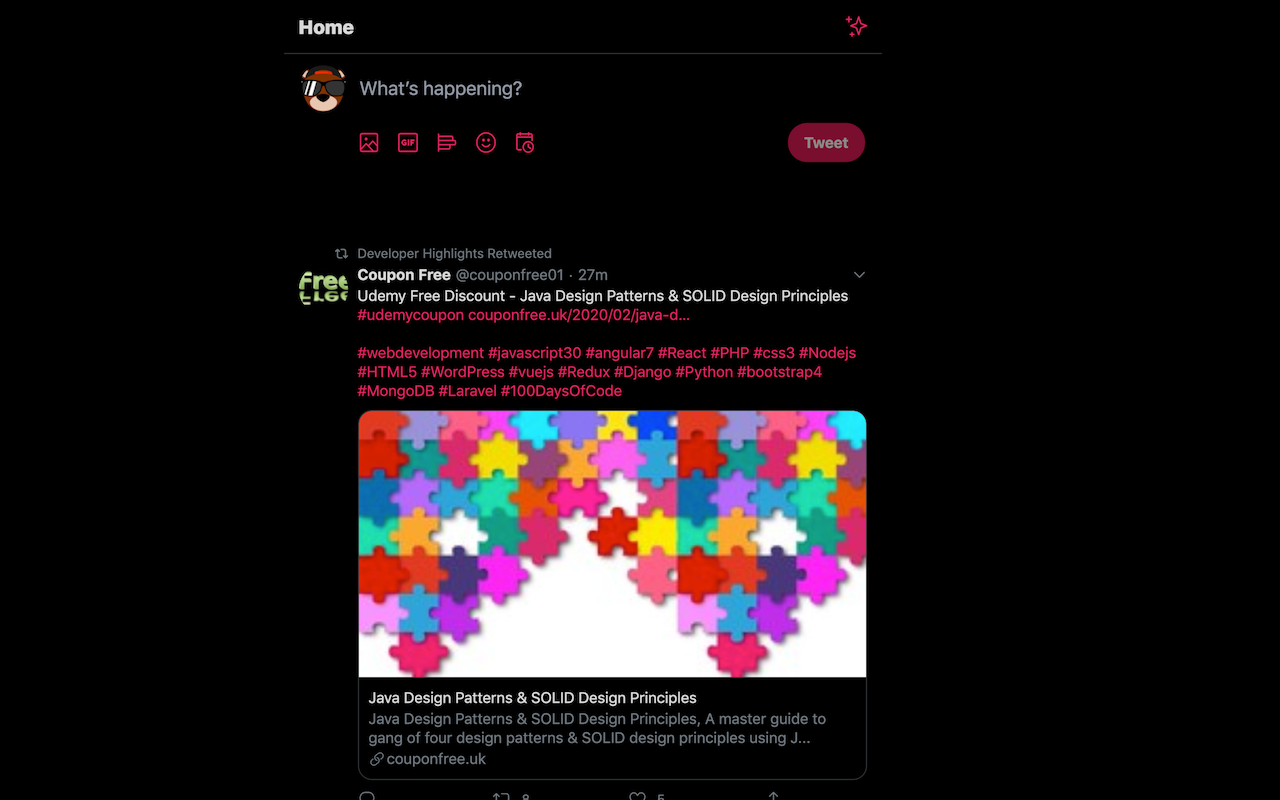 Home
What's happening?
GIF
Tweet
Developer Highlights Retweeted
Free
Coupon Free @couponfree01 · 27m
Udemy Free Discount - Java Design Patterns & SOLID Design Principles
#udemycoupon couponfree.uk/2020/02/java-d...
#webdevelopment #javascript30 #angular7 #React #PHP #css3 #Nodejs
#HTML5 #WordPress #vuejs #Redux #Django #Python #bootstrap4
#MongoDB #Laravel #100DaysOfCode
Java Design Patterns & SOLID Design Principles
Java Design Patterns & SOLID Design Principles, A master guide to
gang of four design patterns & SOLID design principles using J...
couponfree.uk
8 5